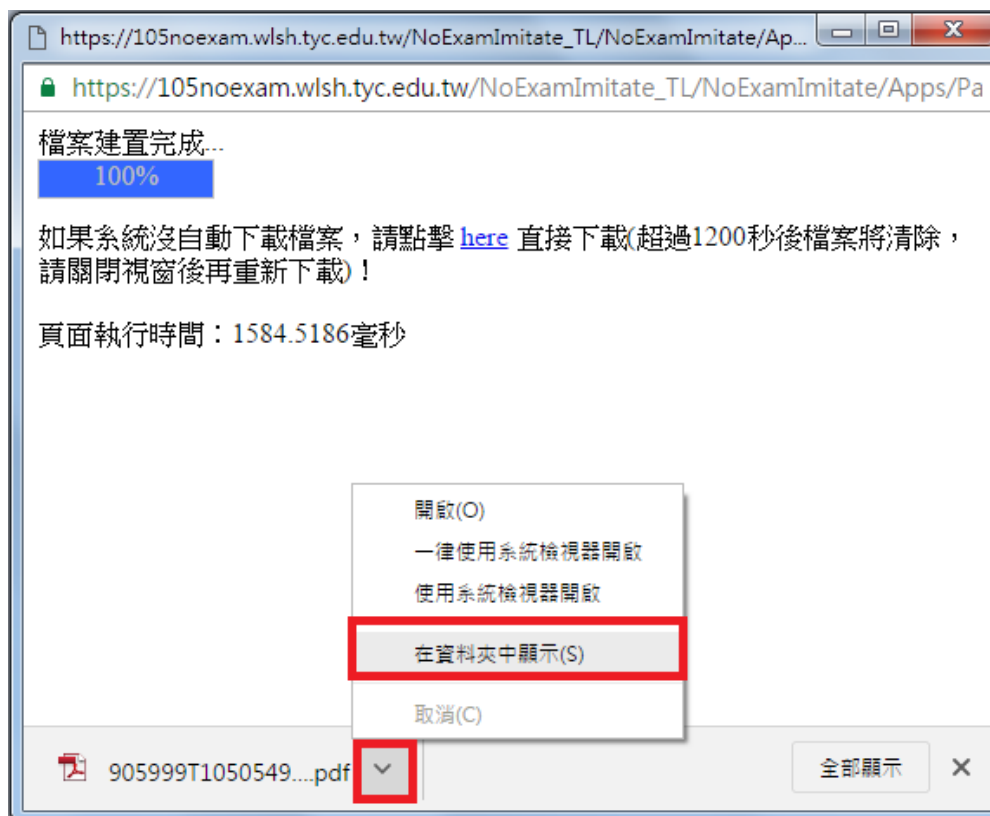 https://105noexam.wlsh.tyc.edu.tw/NoExamImitate_TL/NoExamImitate/Ap...
https://105noexam.wlsh.tyc.edu.tw/NoExamImitate_TL/NoExamImitate/Apps/Pa
檔案建置完成...
100%
如果系統沒自動下載檔案，請點擊 here 直接下載(超過1200秒後檔案將清除，
請關閉視窗後再重新下載)！
頁面執行時間：1584.5186毫秒
開啟(O)
一律使用系統檢視器開啟
使用系統檢視器開啟
在資料夾中顯示(S)
取消(C)
905999T1050549....pdf
全部顯示